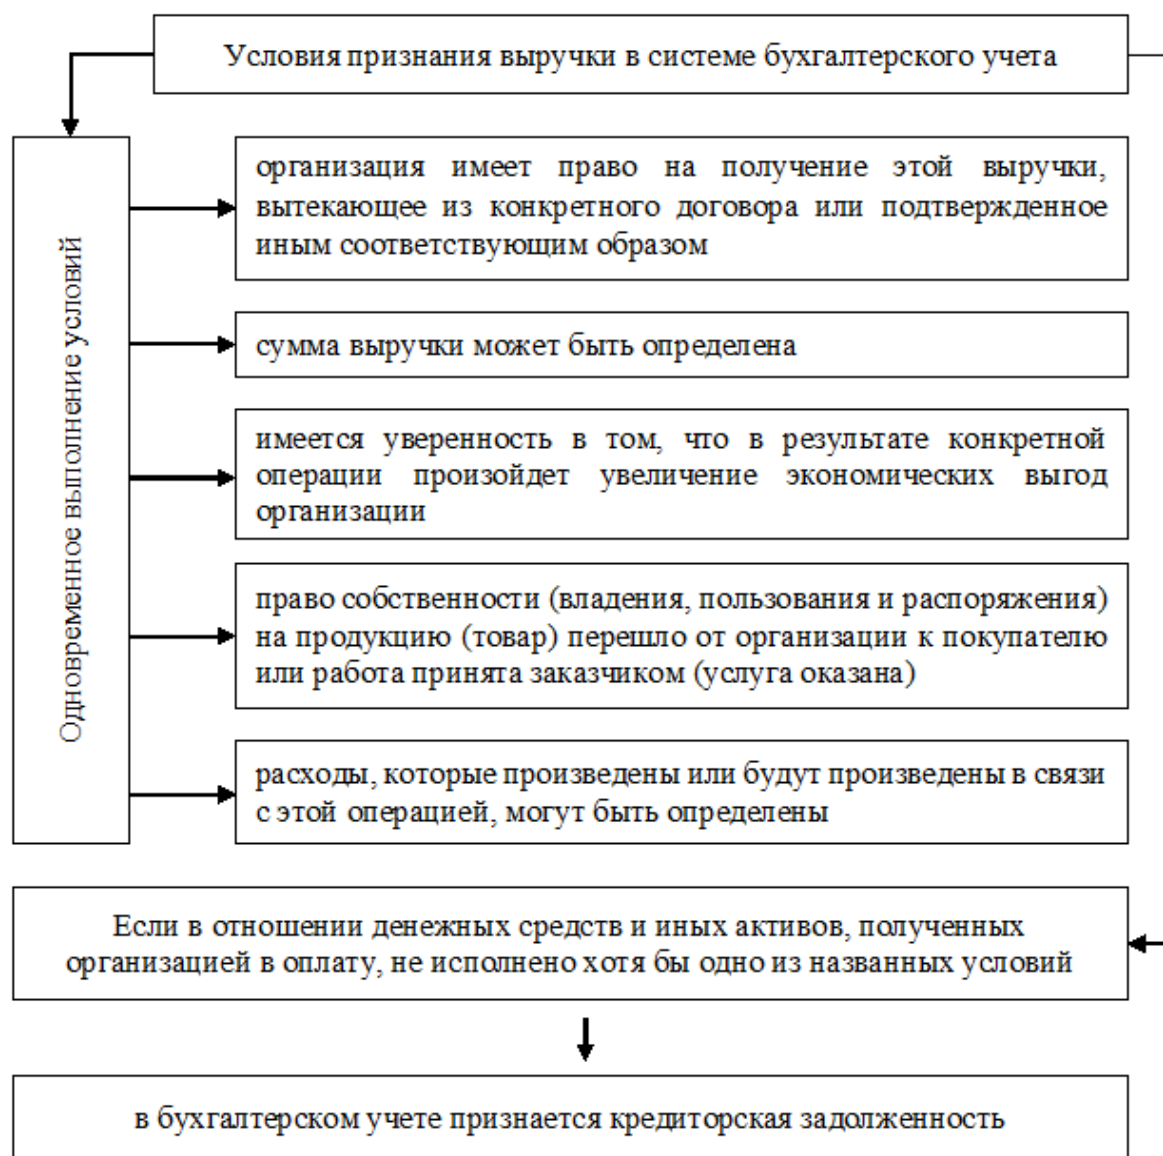 Условия признания выручки в системе бухгалтерского учета
Одновременное выполнение условий
организация имеет право на получение этой выручки,
вытекающее из конкретного договора или подтвержденное
иным соответствующим образом
сумма выручки может быть определена
имеется уверенность в том, что в результате конкретной
операции произойдет увеличение экономических выгод
организации
право собственности (владения, пользования и распоряжения)
на продукцию (товар) перешло от организации к покупателю
или работа принята заказчиком (услуга оказана)
расходы, которые произведены или будут произведены в связи
с этой операцией, могут быть определены
Если в отношении денежных средств и иных активов, полученных
организацией в оплату, не исполнено хотя бы одно из названных условий
в бухгалтерском учете признается кредиторская задолженность